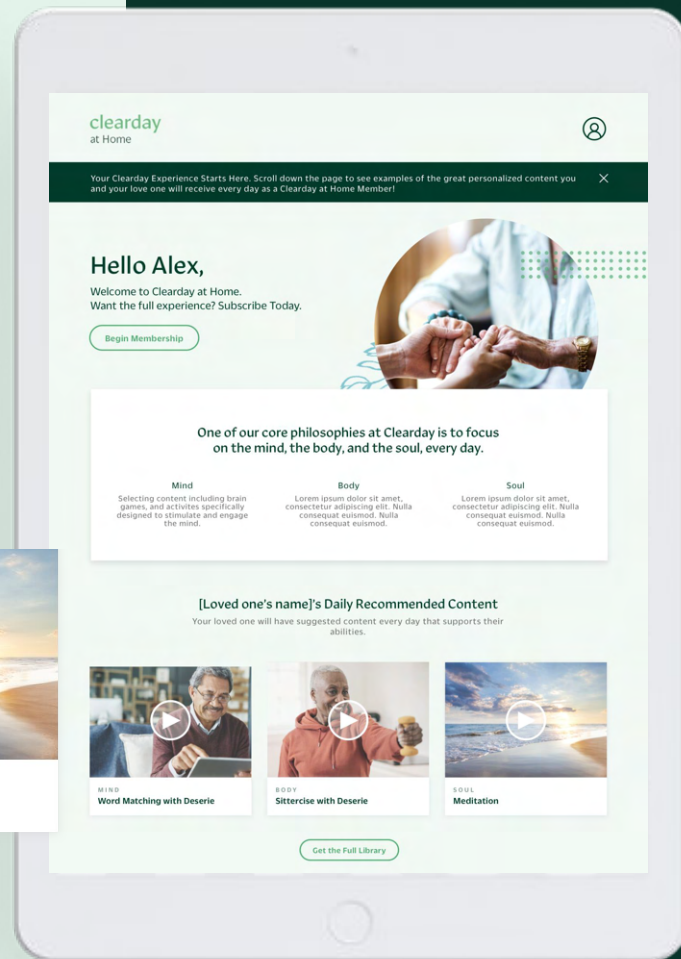 clearday
at Home
Your Clearday Experience Starts Here. Scroll down the page to see examples of the great personalized content you
and your love one will receive every day as a Clearday at Home Member!
Hello Alex,
Welcome to Clearday at Home.
Want the full experience? Subscribe Today.
Begin Membership
One of our core philosophies at Clearday is to focus
on the mind, the body, and the soul, every day.
Mind
Selecting content including brain
games, and activites specifically
designed to stimulate and engage
the mind.
Body
Lorem ipsum dolor sit amet,
consectetur adipiscing elit. Nulla
consequat euismod. Nulla
consequat euismod.
Soul
Lorem ipsum dolor sit amet,
consectetur adipiscing elit. Nulla
consequat euismod. Nulla
consequat euismod.
[Loved one's name]'s Daily Recommended Content
Your loved one will have suggested content every day that supports their
abilities.
MIND
Word Matching with Deserie
BODY
Sittercise with Deserie
SOUL
Meditation
Get the Full Library